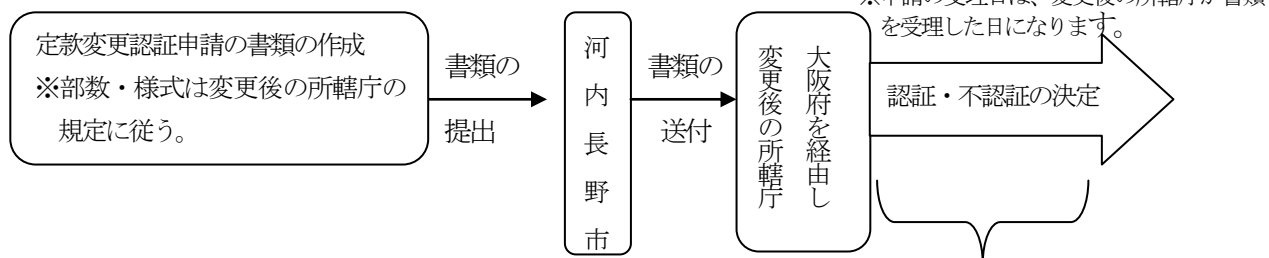 ※申請の受理日は、変更後の所轄庁が書類
を受理した日になります。
定款変更認証申請の書類の作成
※部数・様式は変更後の所轄庁の
規定に従う。
書類の
提出
河内長野市
書類の
送付
大阪府を経由し
変更後の所轄庁
認証・不認証の決定